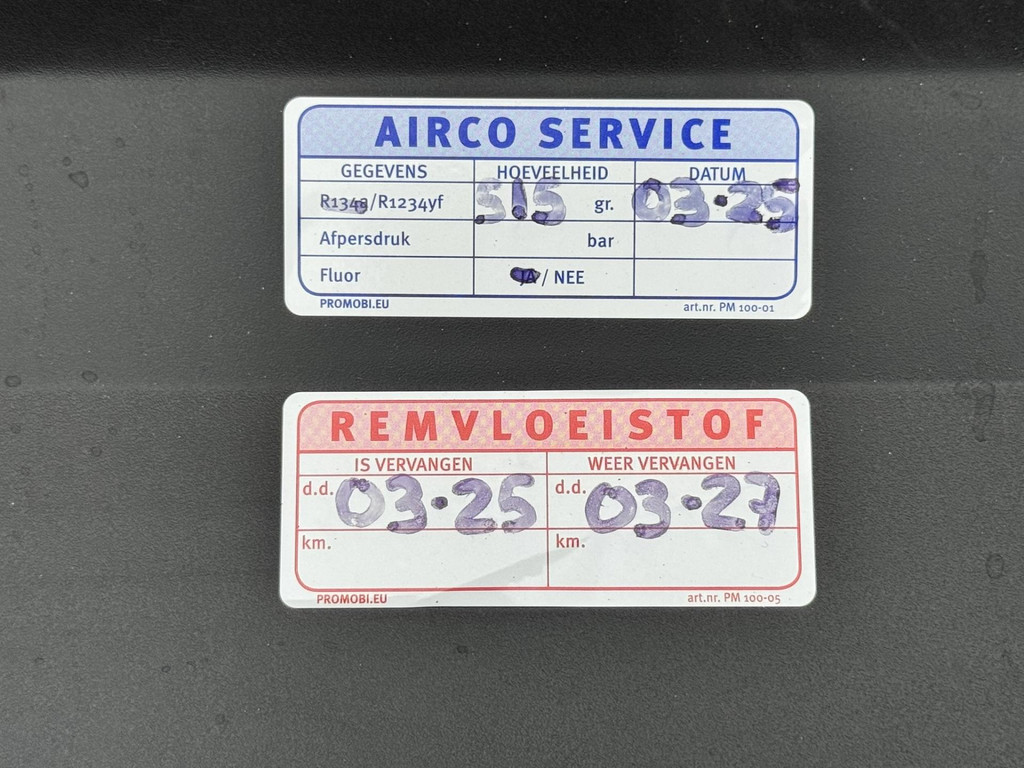 AIRCO SERVICE
GEGEVENS HOEVEELHEID DATUM
R134a/R1234yf 515 gr. 03.25
Afpersdruk bar
Fluor JA / NEE
PROMOBI.EU art.nr. PM 100-01
REMVLOEISTOF
IS VERVANGEN WEER VERVANGEN
d.d. 03.25 d.d. 03.27
km. km.
PROMOBI.EU art.nr. PM 100-05